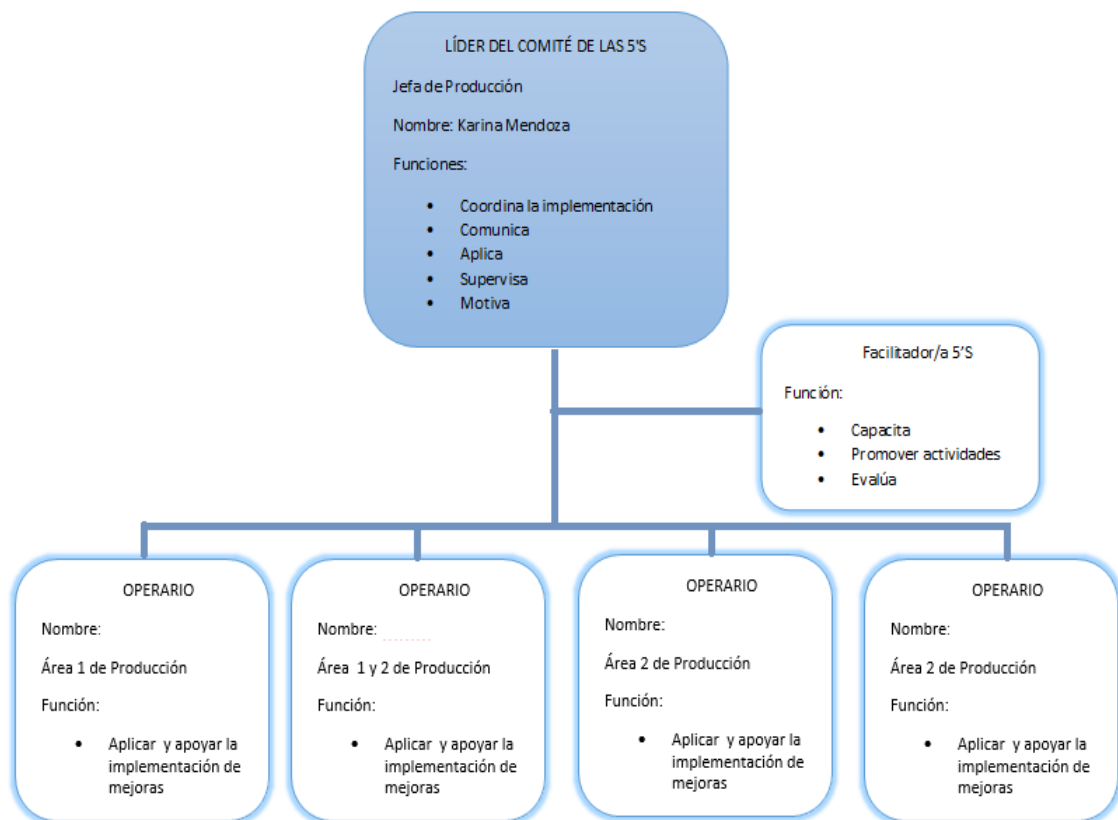 LÍDER DEL COMITÉ DE LAS 5'S
Jefa de Producción
Nombre: Karina Mendoza
Funciones:
• Coordina la implementación
• Comunica
• Aplica
• Supervisa
• Motiva
Facilitador/a 5'S
Función:
• Capacita
• Promover actividades
• Evalúa
OPERARIO
Nombre:
Área 1 de Producción
Función:
• Aplicar y apoyar la
implementación de
mejoras
OPERARIO
Nombre:
Área 1 y 2 de Producción
Función:
• Aplicar y apoyar la
implementación de
mejoras
OPERARIO
Nombre:
Área 2 de Producción
Función:
• Aplicar y apoyar la
implementación de
mejoras
OPERARIO
Nombre:
Área 2 de Producción
Función:
• Aplicar y apoyar la
implementación de
mejoras